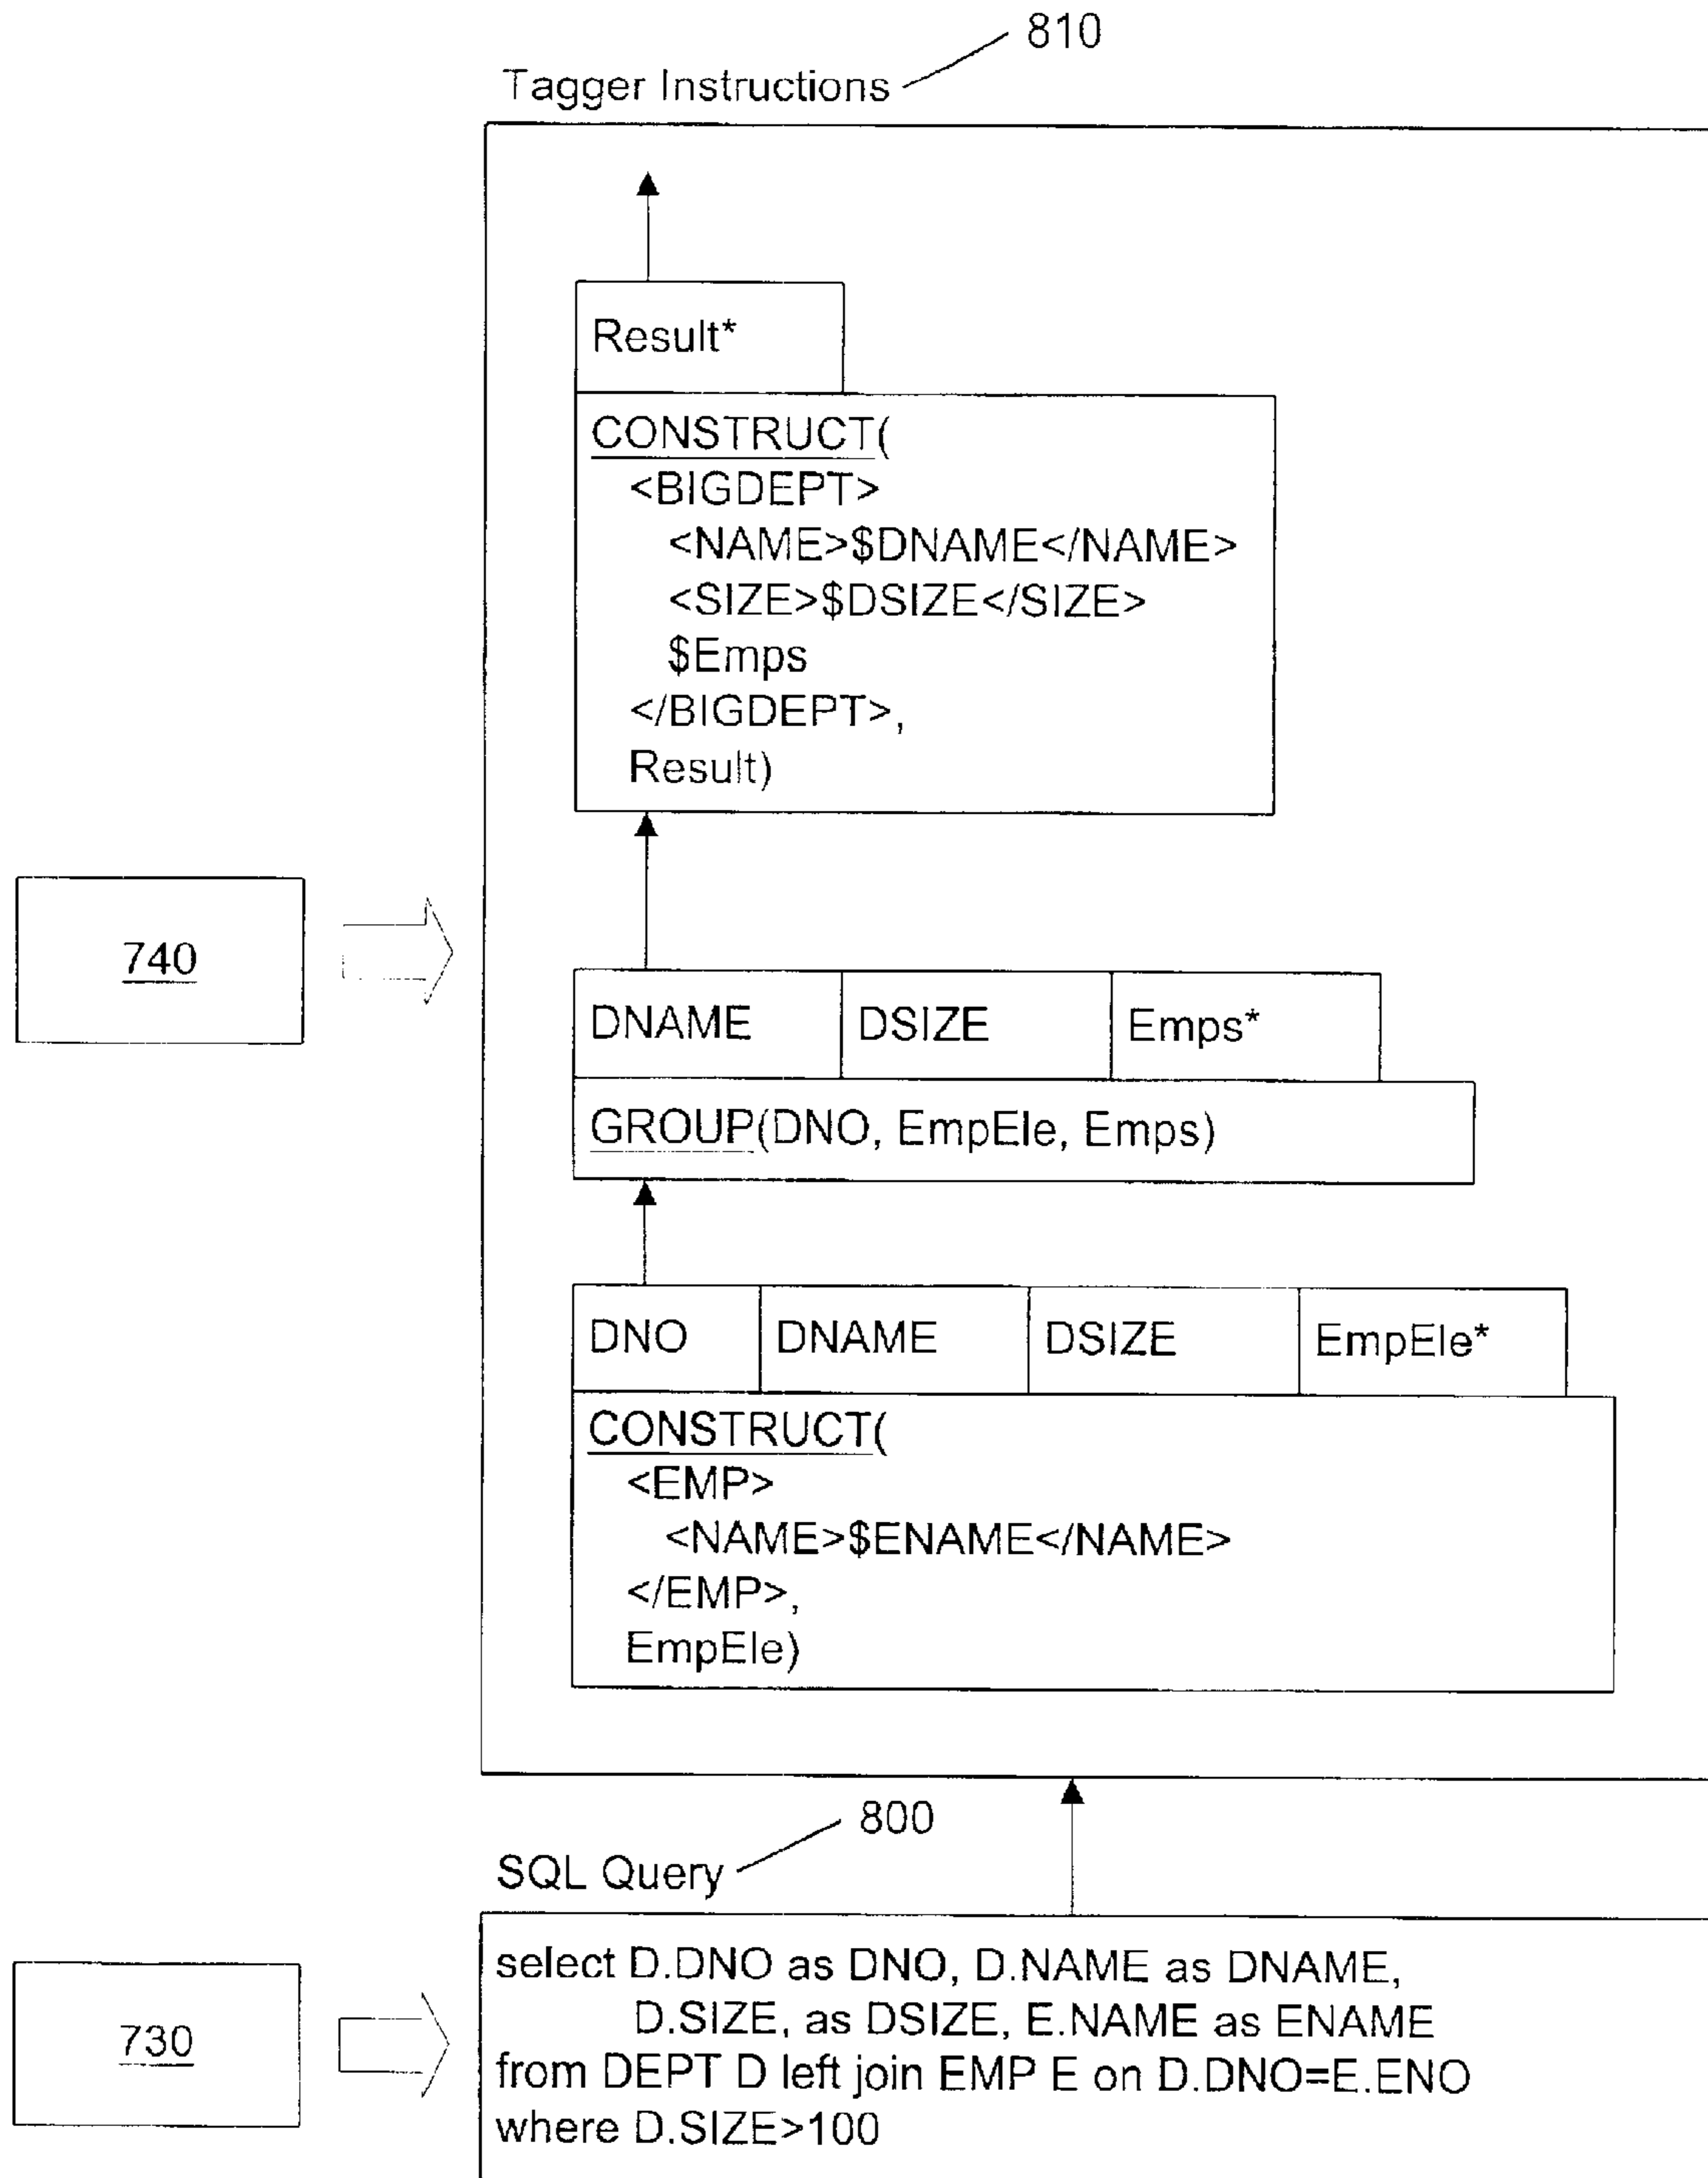 810
Tagger Instructions
Result*
CONSTRUCT(
<BIGDEPT>
<NAME>$DNAME</NAME>
<SIZE>$DSIZE</SIZE>
$Emps
</BIGDEPT>,
Result)
740
DNAME DSIZE Emps*
GROUP(DNO, EmpEle, Emps)
DNO DNAME DSIZE EmpEle*
CONSTRUCT(
<EMP>
<NAME>$ENAME</NAME>
</EMP>,
EmpEle)
800
SQL Query
730
select D.DNO as DNO, D.NAME as DNAME,
D.SIZE, as DSIZE, E.NAME as ENAME
from DEPT D left join EMP E on D.DNO=E.ENO
where D.SIZE>100